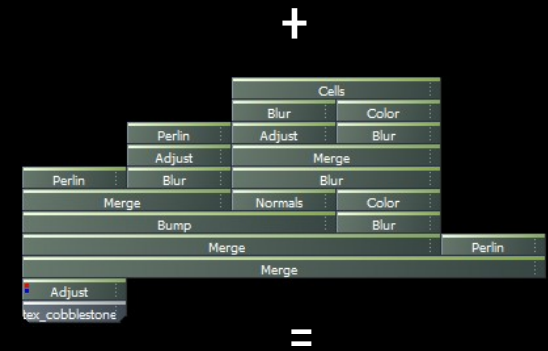 +
Cells
Blur Color
Perlin Adjust Blur
Adjust Merge
Perlin Blur Blur
Merge Normals Color
Bump Blur
Merge Perlin
Merge
Adjust
tex_cobblestone
=